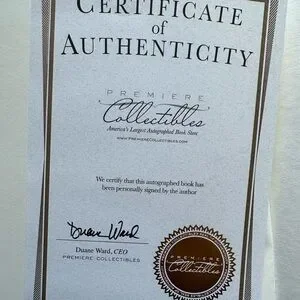 CERTIFICATE
of
AUTHENTICITY
PREMIERE
Collectibles
America's Largest Autographed Book Store
WWW.PREMIERECOLLECTIBLES.COM
We certify that this autographed book has
been personally signed by the author
Duane Ward
Duane Ward, CEO
PREMIERE COLLECTIBLES
PREMIERE
Collectibles